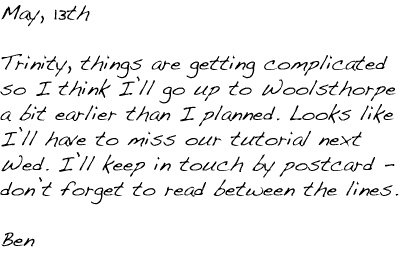 May, 13th
Trinity, things are getting complicated
so I think I'll go up to Woolsthorpe
a bit earlier than I planned. Looks like
I'll have to miss our tutorial next
Wed. I'll keep in touch by postcard -
don't forget to read between the lines.
Ben